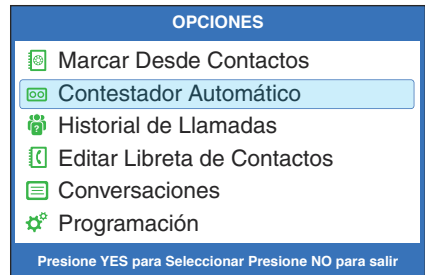 OPCIONES
Marcar Desde Contactos
Contestador Automático
Historial de Llamadas
Editar Libreta de Contactos
Conversaciones
Programación
Presione YES para Seleccionar Presione NO para salir